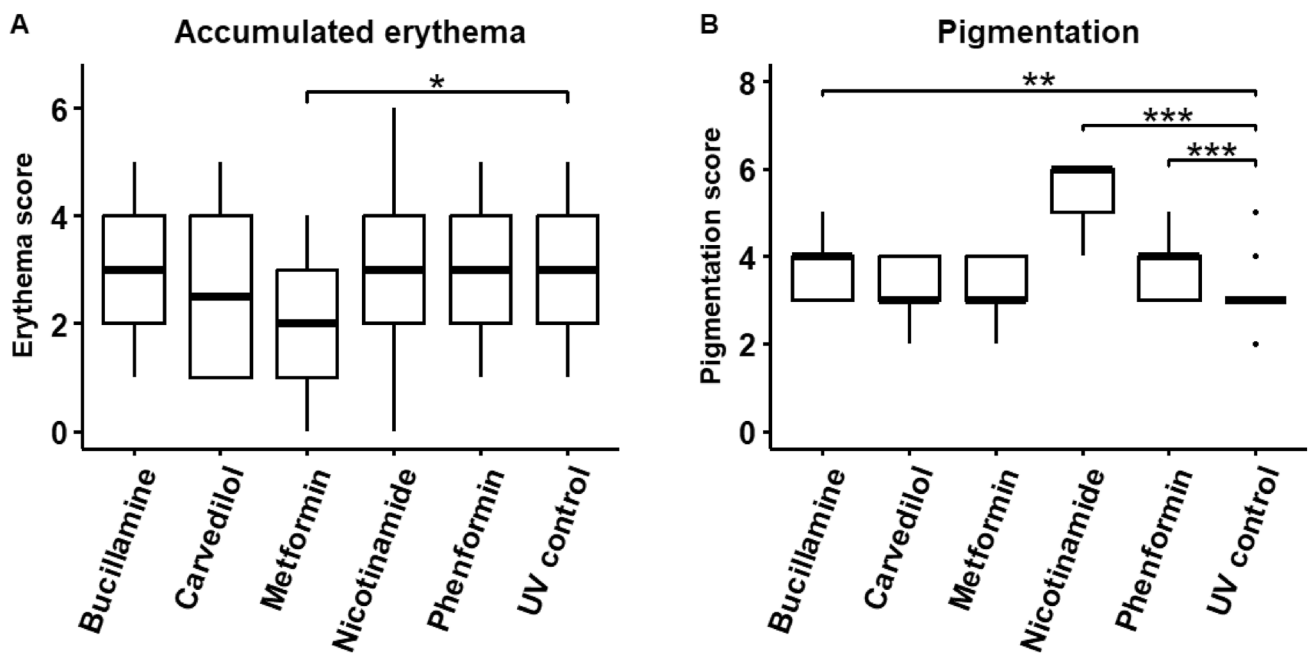 A
Accumulated erythema
Erythema score
6
4
2
0
*
Bucillamine
Carvedilol
Metformin
Nicotinamide
Phenformin
UV control
B
Pigmentation
Pigmentation score
8
6
4
2
0
**
***
***
Bucillamine
Carvedilol
Metformin
Nicotinamide
Phenformin
UV control